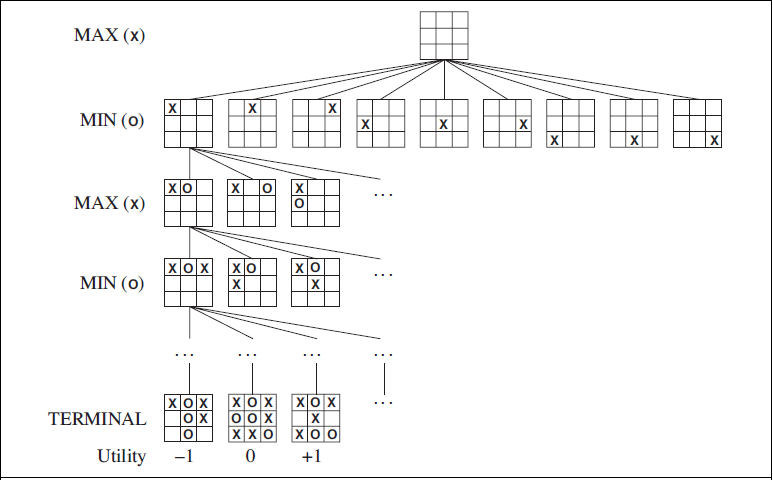 MAX (x)
MIN (o)
X X X X X X X X X
MAX (x)
X O X O X
O
...
MIN (o)
X O X X O X O
X X
...
... ... ... ...
TERMINAL
X O X X O X X O X
O X O O X X
O X X O X O O
...
Utility −1 0 +1